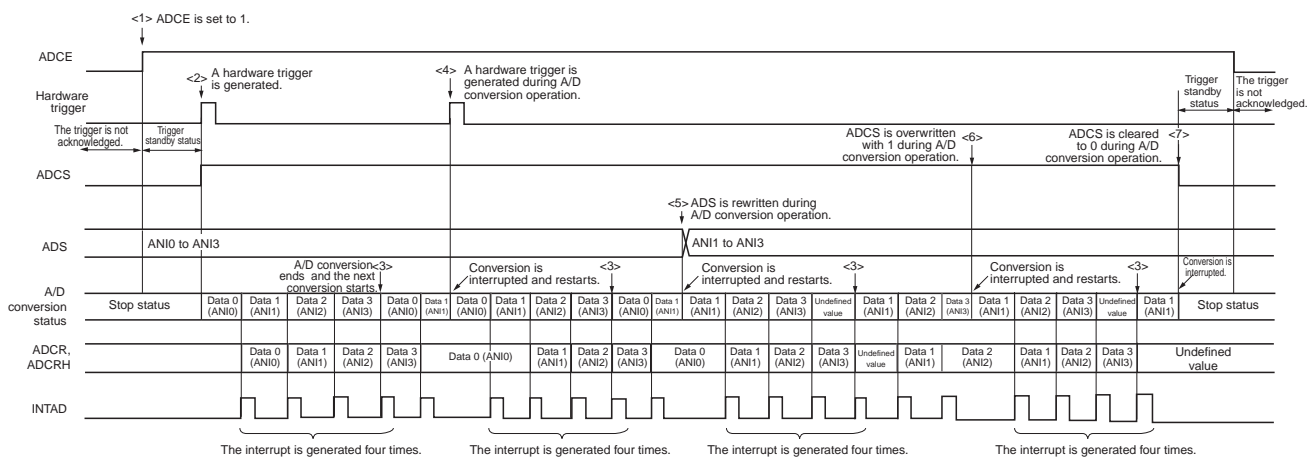 <1> ADCE is set to 1.
ADCE
<2> A hardware trigger
is generated.
<4> A hardware trigger is
generated during A/D
conversion operation.
Trigger
standby
status
The trigger
is not
acknowledged.
Hardware
trigger
The trigger is not
acknowledged.
Trigger
standby status
ADCS is overwritten
with 1 during A/D
conversion operation.
<6>
ADCS is cleared
to 0 during A/D
conversion operation.
<7>
ADCS
<5> ADS is rewritten during
A/D conversion operation.
ADS
ANI0 to ANI3
ANI1 to ANI3
A/D conversion
ends and the next
conversion starts.
<3>
Conversion is
interrupted and restarts.
<3>
Conversion is
interrupted and restarts.
<3>
Conversion is
interrupted and restarts.
<3>
Conversion is
interrupted.
A/D
conversion
status
Stop status
Data 0 (ANI0)
Data 1 (ANI1)
Data 2 (ANI2)
Data 3 (ANI3)
Data 0 (ANI0)
Data 1 (ANI1)
Data 0 (ANI0)
Data 1 (ANI1)
Data 2 (ANI2)
Data 3 (ANI3)
Data 0 (ANI0)
Data 1 (ANI1)
Data 1 (ANI1)
Data 2 (ANI2)
Data 3 (ANI3)
Undefined value
Data 1 (ANI1)
Data 2 (ANI2)
Data 3 (ANI3)
Data 1 (ANI1)
Data 2 (ANI2)
Data 3 (ANI3)
Undefined value
Data 1 (ANI1)
Stop status
ADCR,
ADCRH
Data 0 (ANI0)
Data 1 (ANI1)
Data 2 (ANI2)
Data 3 (ANI3)
Data 0 (ANI0)
Data 1 (ANI1)
Data 2 (ANI2)
Data 3 (ANI3)
Data 0 (ANI0)
Data 1 (ANI1)
Data 2 (ANI2)
Data 3 (ANI3)
Undefined value
Data 1 (ANI1)
Data 2 (ANI2)
Data 1 (ANI1)
Data 2 (ANI2)
Data 3 (ANI3)
Undefined value
INTAD
The interrupt is generated four times.
The interrupt is generated four times.
The interrupt is generated four times.
The interrupt is generated four times.